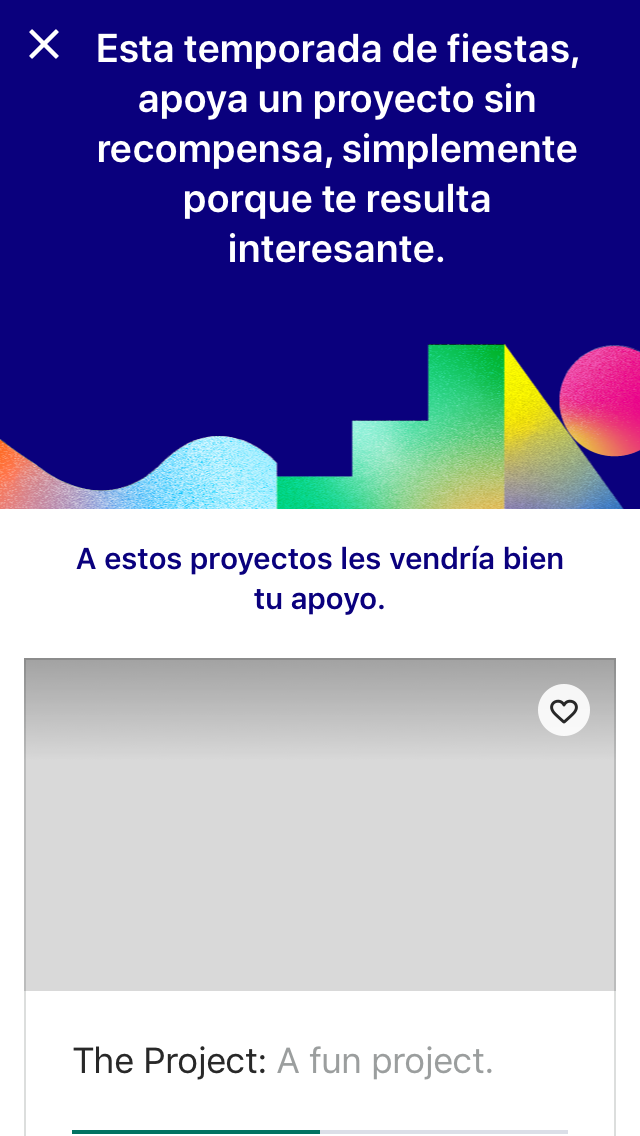 Esta temporada de fiestas,
apoya un proyecto sin
recompensa, simplemente
porque te resulta
interesante.
A estos proyectos les vendría bien
tu apoyo.
The Project: A fun project.